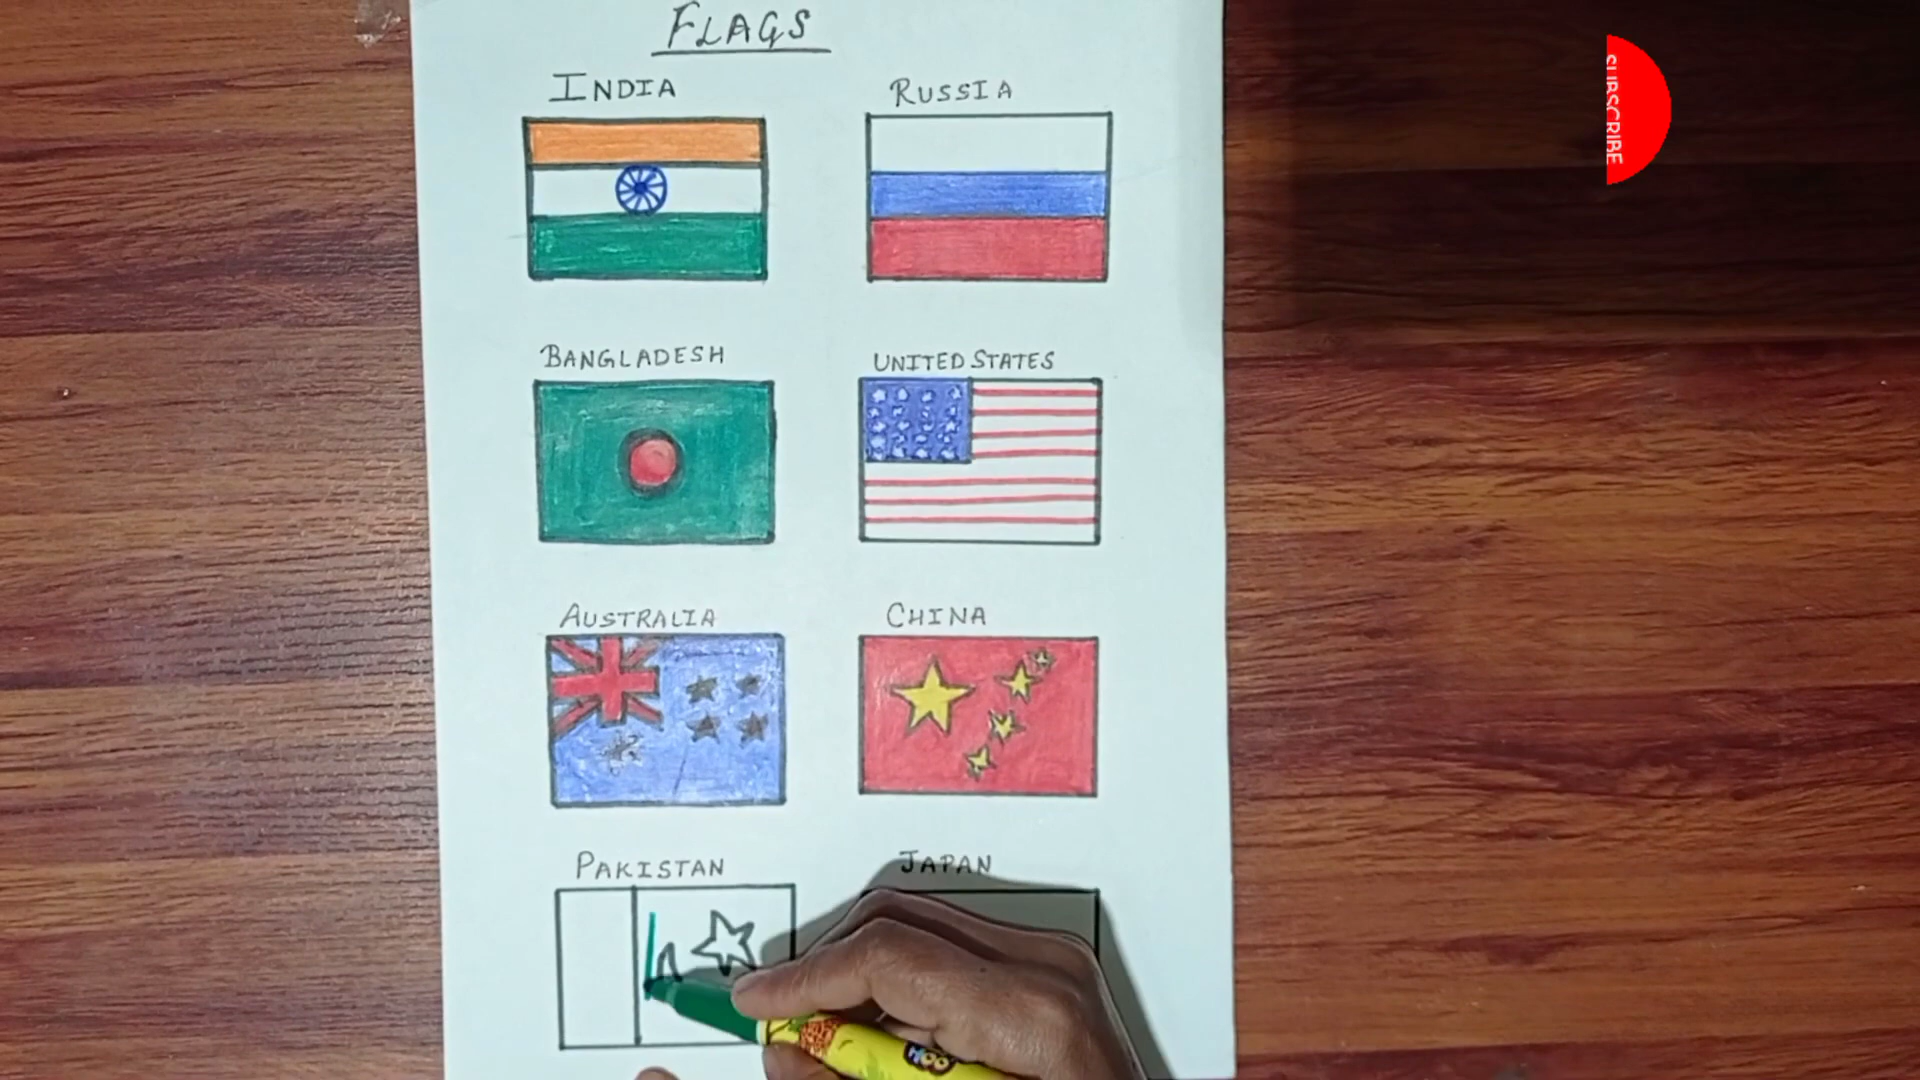 FLAGS
INDIA
RUSSIA
BANGLADESH
UNITED STATES
AUSTRALIA
CHINA
PAKISTAN
JAPAN
SUBSCRIBE